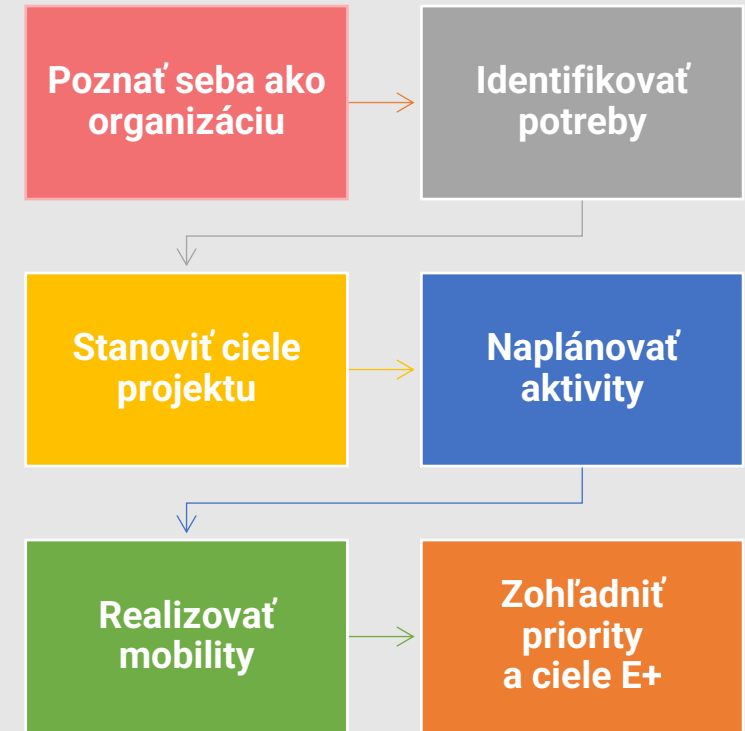 Poznať seba ako
organizáciu
Identifikovať
potreby
Stanoviť ciele
projektu
Naplánovať
aktivity
Realizovať
mobility
Zohľadniť
priority
a ciele E+